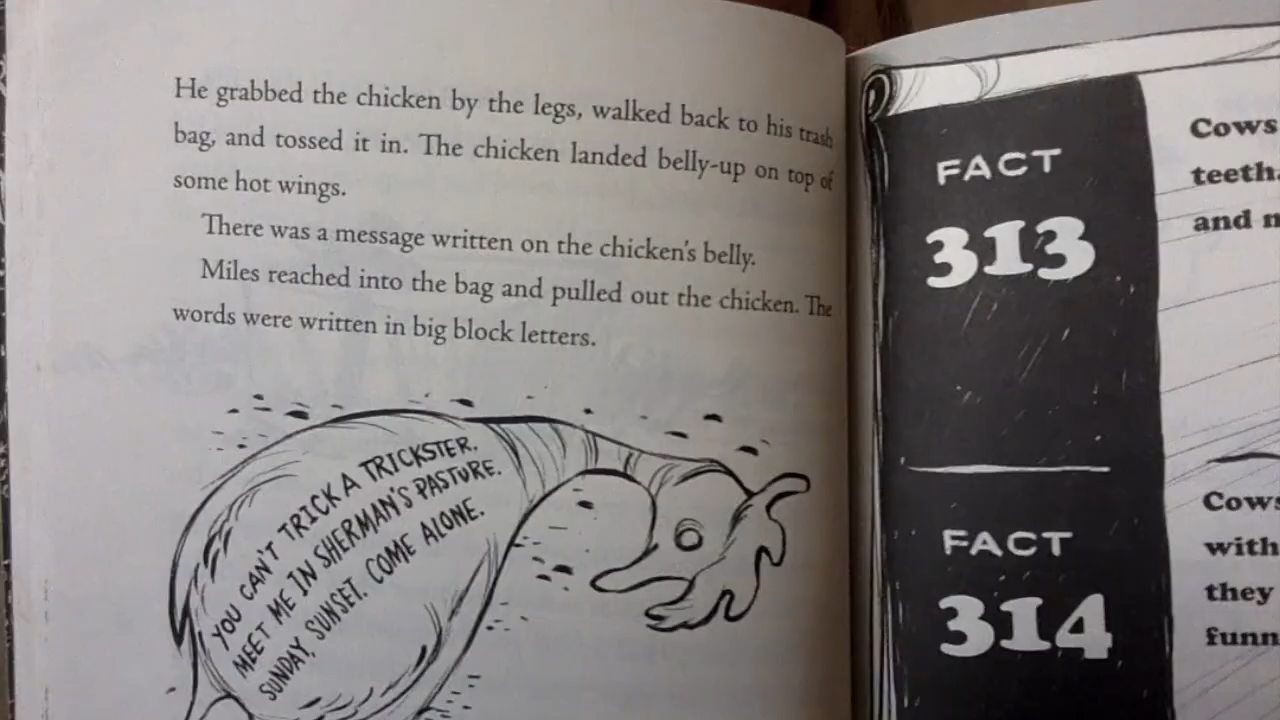 He grabbed the chicken by the legs, walked back to his trash
bag, and tossed it in. The chicken landed belly-up on top of
some hot wings.
There was a message written on the chicken's belly.
Miles reached into the bag and pulled out the chicken. The
words were written in big block letters.
YOU CAN'T TRICK A TRICKSTER.
MEET ME IN SHERMAN'S PASTURE.
SUNDAY, SUNSET. COME ALONE.
FACT
313
Cows
teeth
and
FACT
314
Cows
with
they